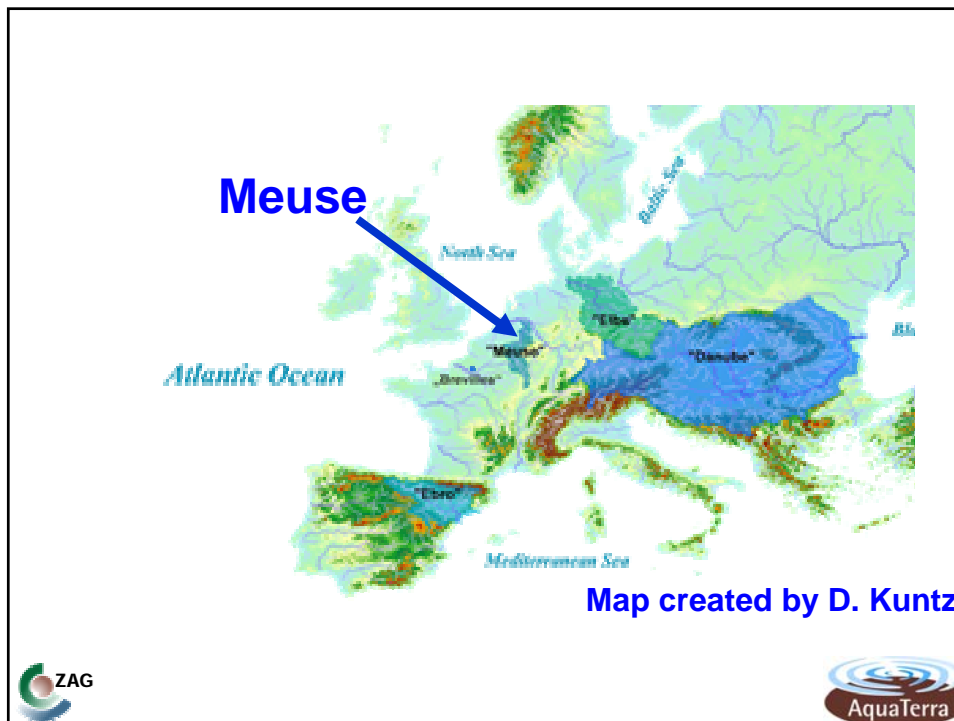 Meuse
Baltic Sea
North Sea
"Elbe"
"Meuse"
"Danube"
Bla
Atlantic Ocean
„Brevilles“
"Ebro"
Mediterranean Sea
Map created by D. Kuntz
ZAG
AquaTerra